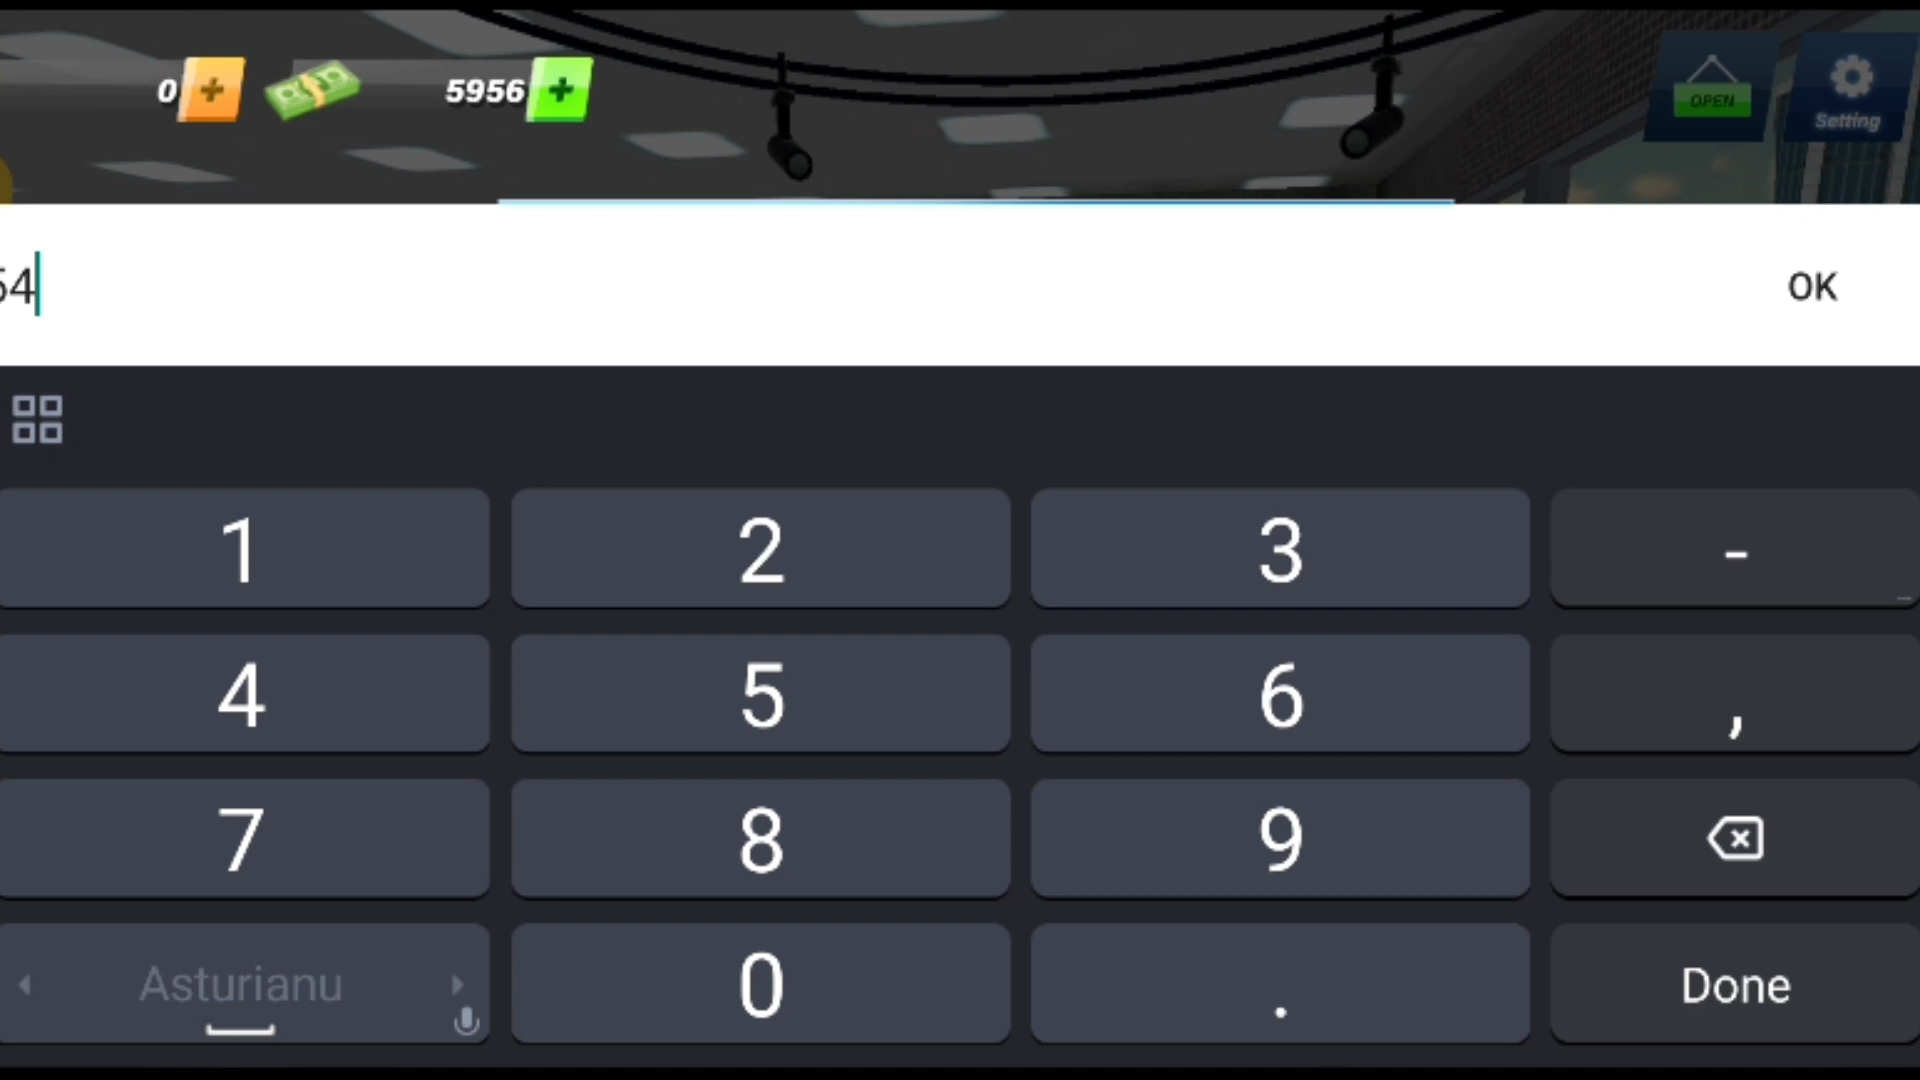 0 + 5956 +
OPEN
Setting
54
OK
1 2 3 -
4 5 6 ,
7 8 9
Asturianu 0 . Done